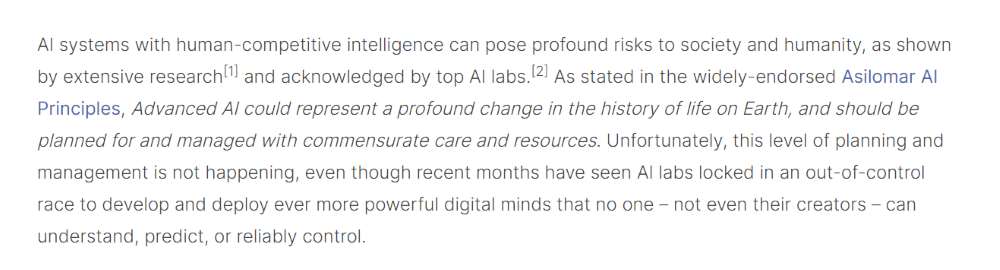 AI systems with human-competitive intelligence can pose profound risks to society and humanity, as shown
by extensive research[1] and acknowledged by top AI labs.[2] As stated in the widely-endorsed Asilomar AI
Principles, Advanced AI could represent a profound change in the history of life on Earth, and should be
planned for and managed with commensurate care and resources. Unfortunately, this level of planning and
management is not happening, even though recent months have seen AI labs locked in an out-of-control
race to develop and deploy ever more powerful digital minds that no one – not even their creators – can
understand, predict, or reliably control.